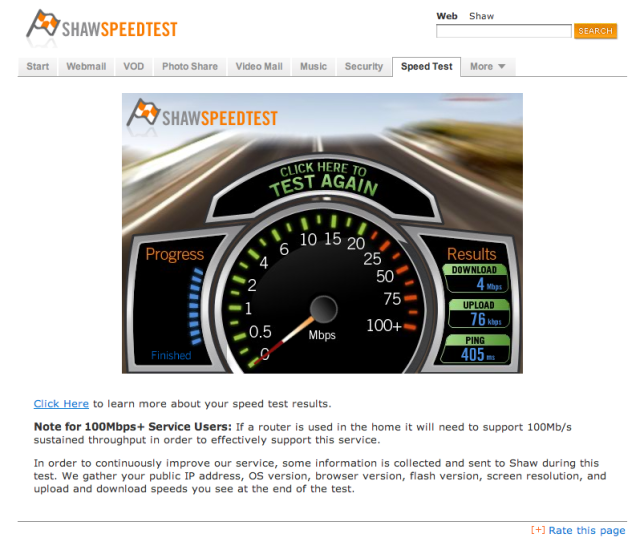 SHAWSPEEDTEST
Web Shaw
SEARCH
Start Webmail VOD Photo Share Video Mail Music Security Speed Test More
SHAWSPEEDTEST
CLICK HERE TO
TEST AGAIN
Progress
Finished
0
0.5
1
2
4
6
10
15
20
25
50
75
100+
Mbps
Results
DOWNLOAD
4 Mbps
UPLOAD
76 kbps
PING
405 ms
Click Here to learn more about your speed test results.
Note for 100Mbps+ Service Users: If a router is used in the home it will need to support 100Mb/s
sustained throughput in order to effectively support this service.
In order to continuously improve our service, some information is collected and sent to Shaw during this
test. We gather your public IP address, OS version, browser version, flash version, screen resolution, and
upload and download speeds you see at the end of the test.
[+] Rate this page